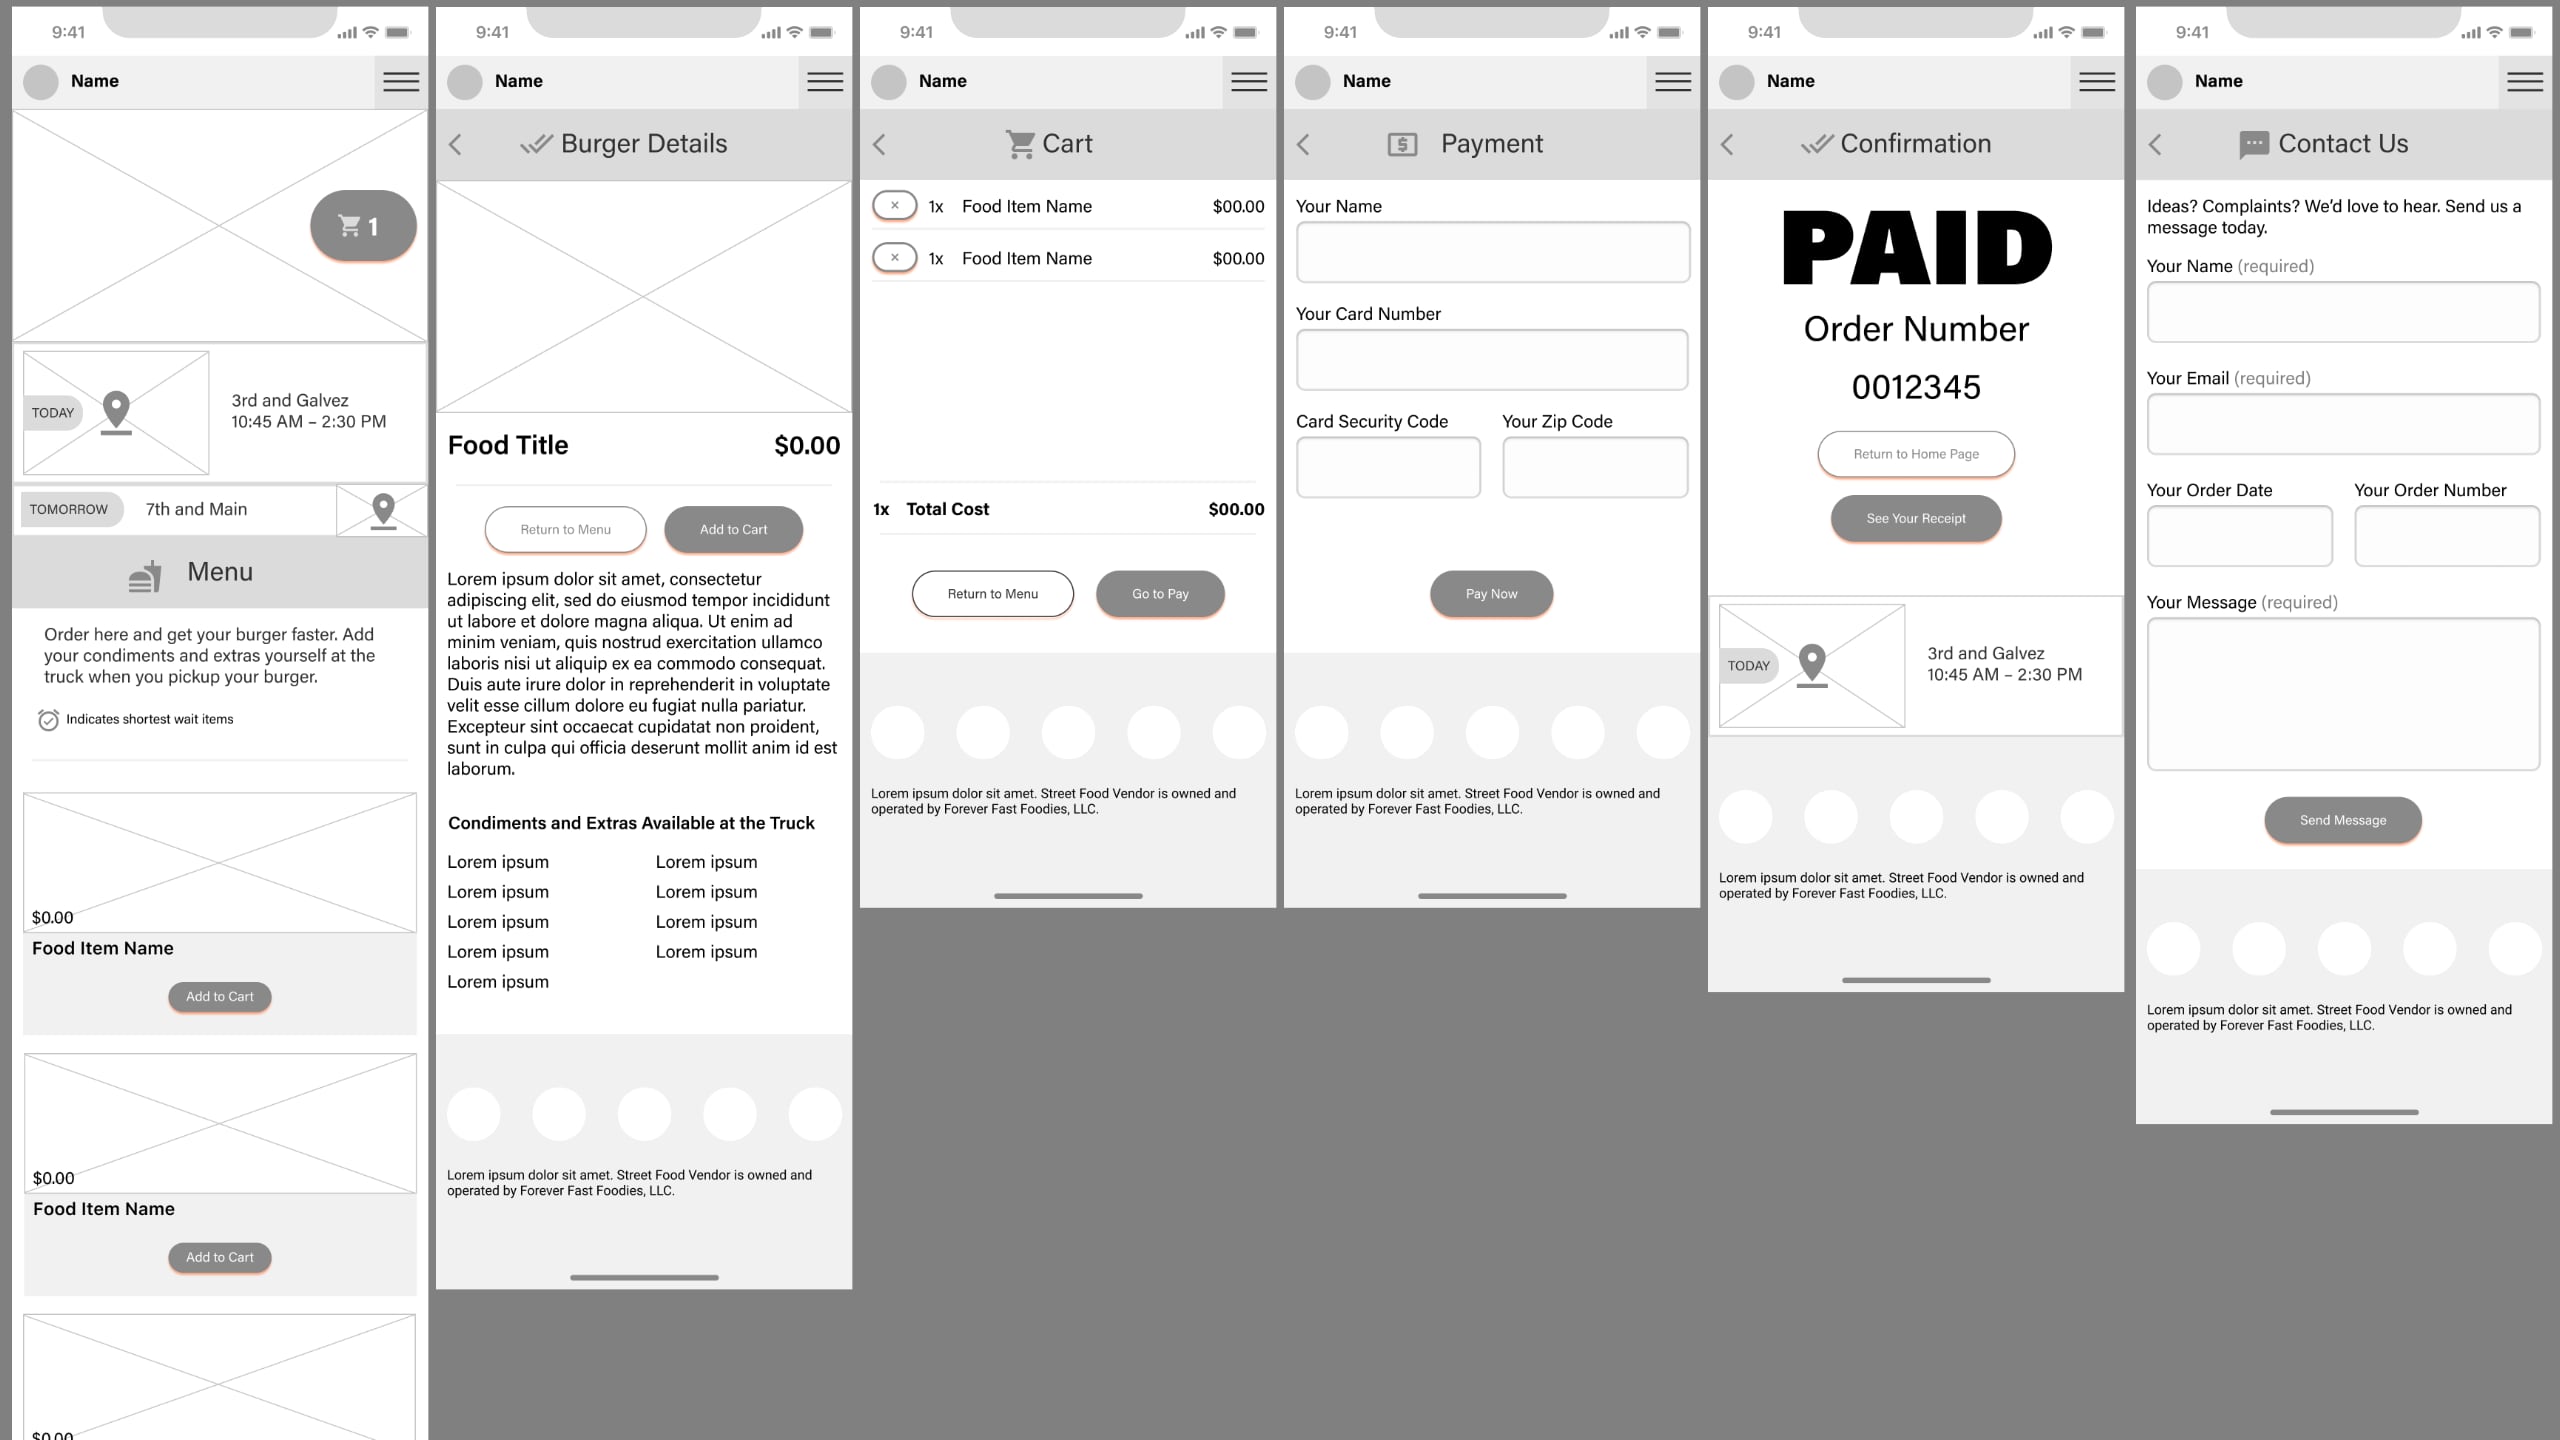 9:41
Name
1
TODAY
3rd and Galvez
10:45 AM – 2:30 PM
TOMORROW
7th and Main
Menu
Order here and get your burger faster. Add
your condiments and extras yourself at the
truck when you pickup your burger.
Indicates shortest wait items
$0.00
Food Item Name
Add to Cart
$0.00
Food Item Name
Add to Cart
$0.00
9:41
Name
Burger Details
Food Title $0.00
Return to Menu Add to Cart
Lorem ipsum dolor sit amet, consectetur
adipiscing elit, sed do eiusmod tempor incididunt
ut labore et dolore magna aliqua. Ut enim ad
minim veniam, quis nostrud exercitation ullamco
laboris nisi ut aliquip ex ea commodo consequat.
Duis aute irure dolor in reprehenderit in voluptate
velit esse cillum dolore eu fugiat nulla pariatur.
Excepteur sint occaecat cupidatat non proident,
sunt in culpa qui officia deserunt mollit anim id est
laborum.
Condiments and Extras Available at the Truck
Lorem ipsum Lorem ipsum
Lorem ipsum Lorem ipsum
Lorem ipsum Lorem ipsum
Lorem ipsum Lorem ipsum
Lorem ipsum
Lorem ipsum dolor sit amet. Street Food Vendor is owned and
operated by Forever Fast Foodies, LLC.
9:41
Name
Cart
× 1x Food Item Name $00.00
× 1x Food Item Name $00.00
1x Total Cost $00.00
Return to Menu Go to Pay
Lorem ipsum dolor sit amet. Street Food Vendor is owned and
operated by Forever Fast Foodies, LLC.
9:41
Name
$ Payment
Your Name
Your Card Number
Card Security Code Your Zip Code
Pay Now
Lorem ipsum dolor sit amet. Street Food Vendor is owned and
operated by Forever Fast Foodies, LLC.
9:41
Name
Confirmation
PAID
Order Number
0012345
Return to Home Page
See Your Receipt
TODAY
3rd and Galvez
10:45 AM – 2:30 PM
Lorem ipsum dolor sit amet. Street Food Vendor is owned and
operated by Forever Fast Foodies, LLC.
9:41
Name
Contact Us
Ideas? Complaints? We’d love to hear. Send us a
message today.
Your Name (required)
Your Email (required)
Your Order Date Your Order Number
Your Message (required)
Send Message
Lorem ipsum dolor sit amet. Street Food Vendor is owned and
operated by Forever Fast Foodies, LLC.